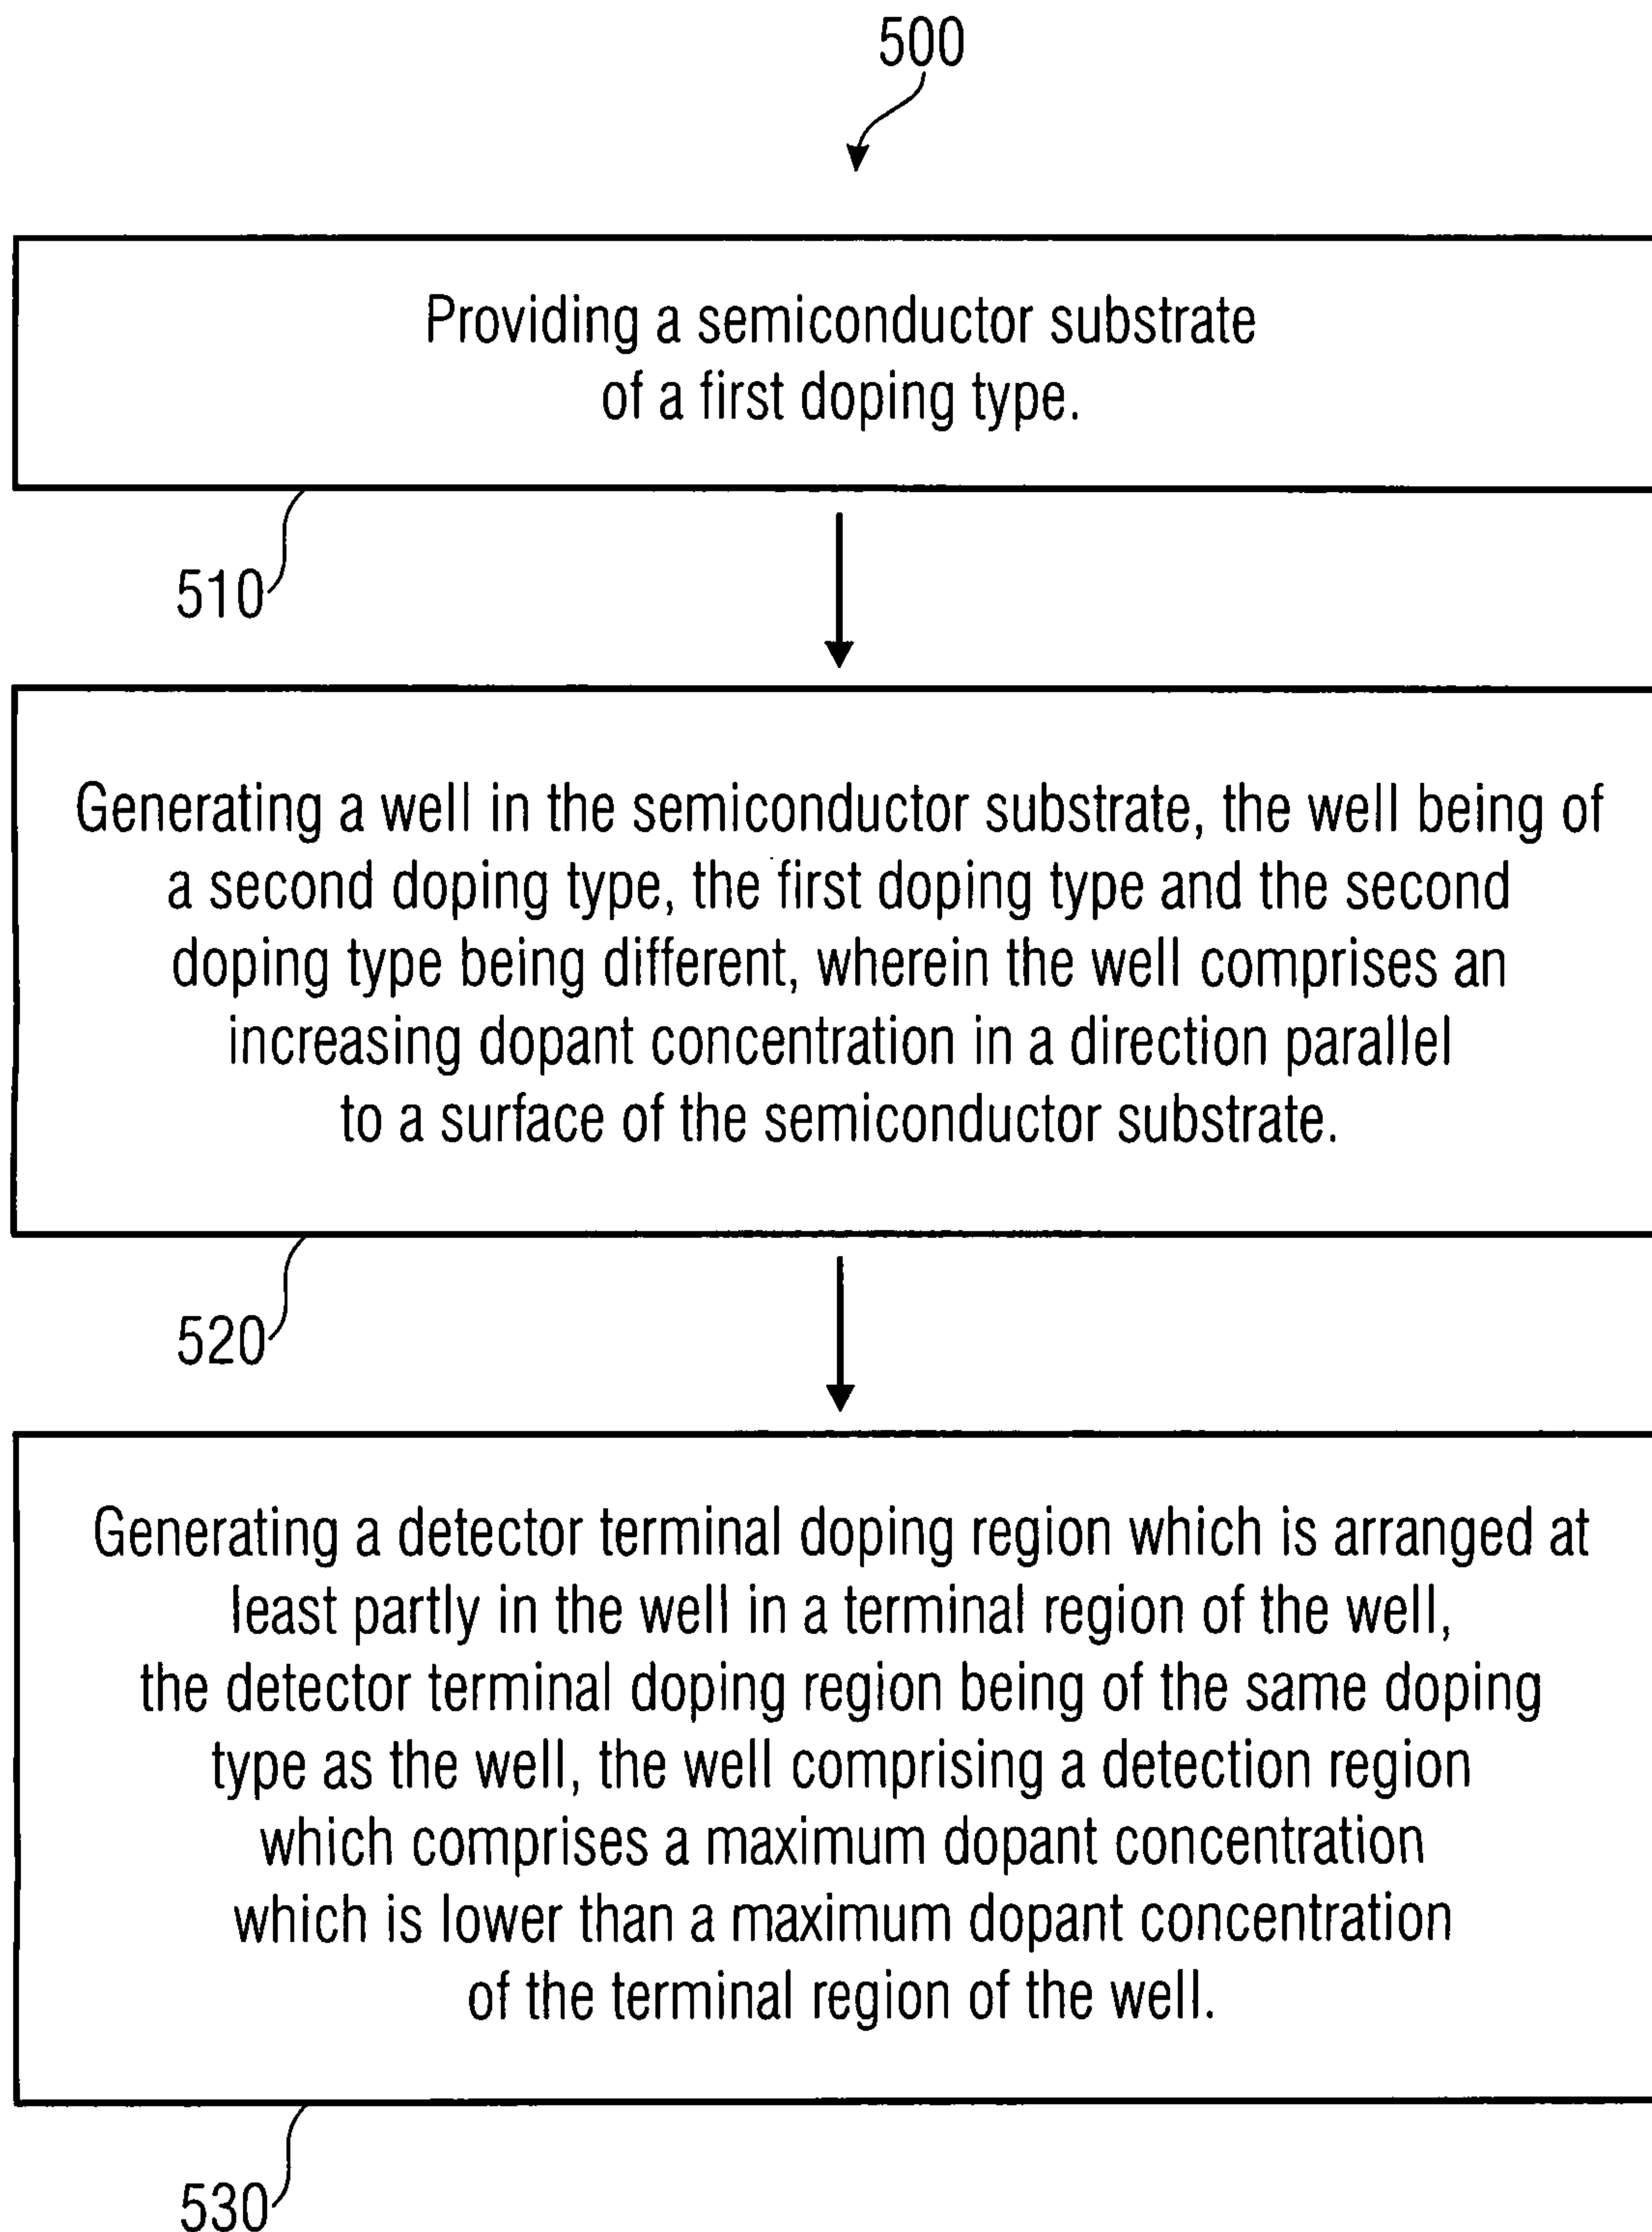 500
Providing a semiconductor substrate
of a first doping type.
510
Generating a well in the semiconductor substrate, the well being of
a second doping type, the first doping type and the second
doping type being different, wherein the well comprises an
increasing dopant concentration in a direction parallel
to a surface of the semiconductor substrate.
520
Generating a detector terminal doping region which is arranged at
least partly in the well in a terminal region of the well,
the detector terminal doping region being of the same doping
type as the well, the well comprising a detection region
which comprises a maximum dopant concentration
which is lower than a maximum dopant concentration
of the terminal region of the well.
530